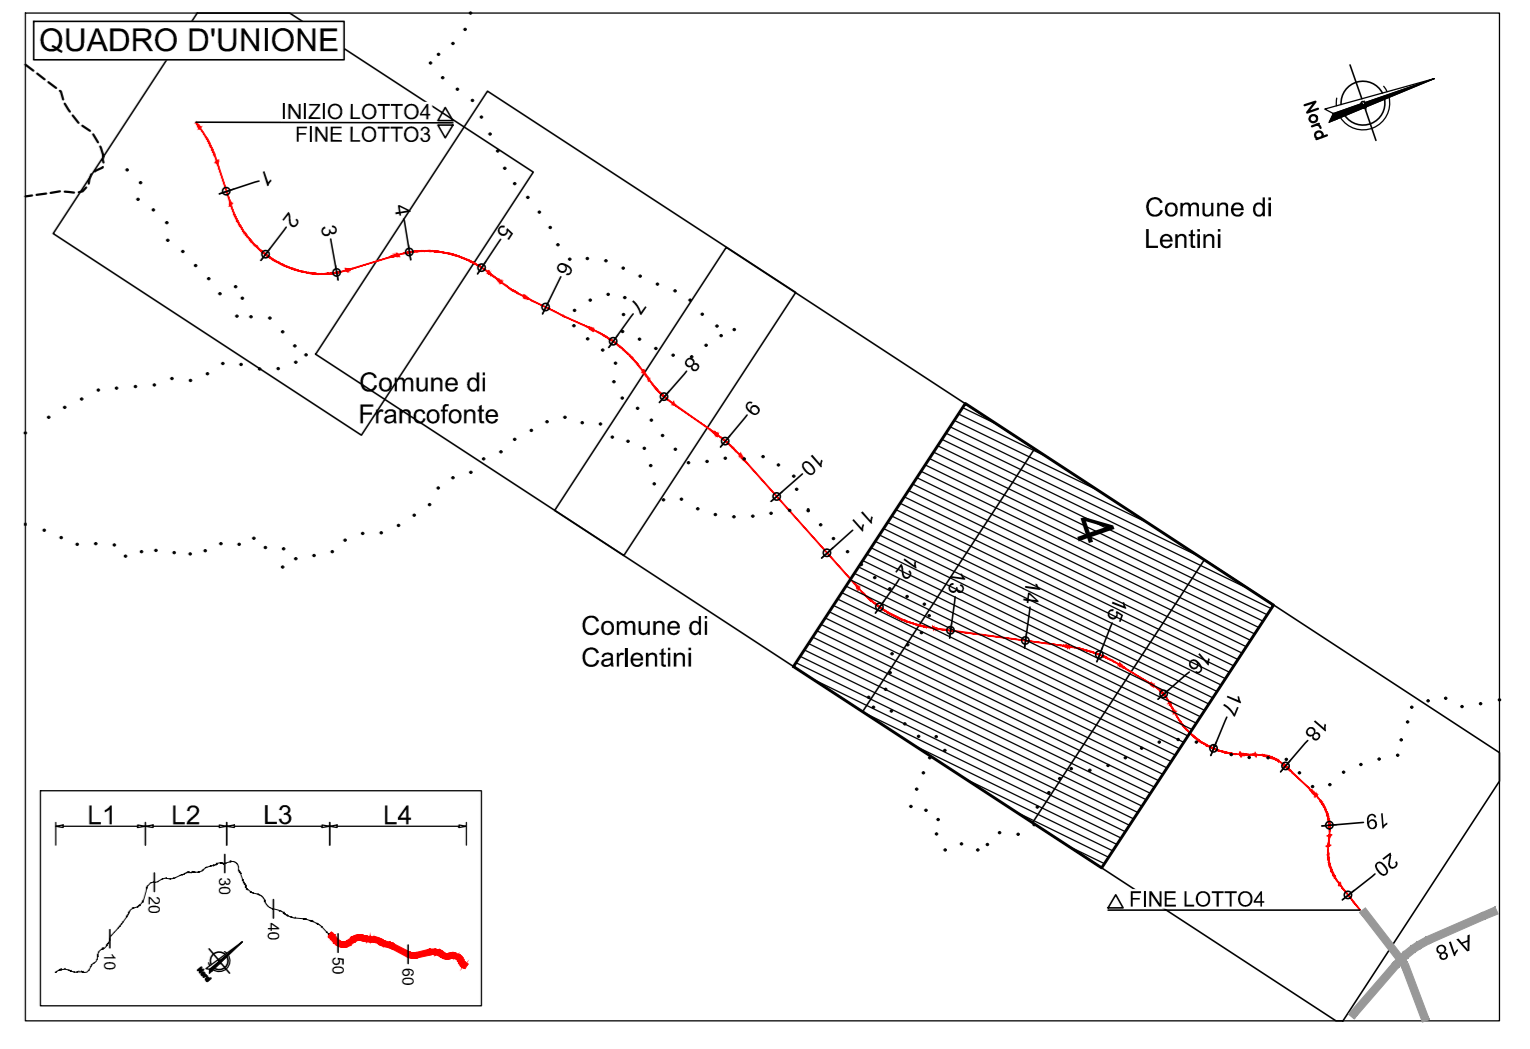 QUADRO D'UNIONE
INIZIO LOTTO4
FINE LOTTO3
Nord
Comune di
Lentini
1
2
3
4
5
6
7
8
9
10
11
12
13
14
15
16
17
18
19
20
4
Comune di
Francofonte
Comune di
Carlentini
FINE LOTTO4
A18
L1
L2
L3
L4
10
20
30
40
50
60
Nord